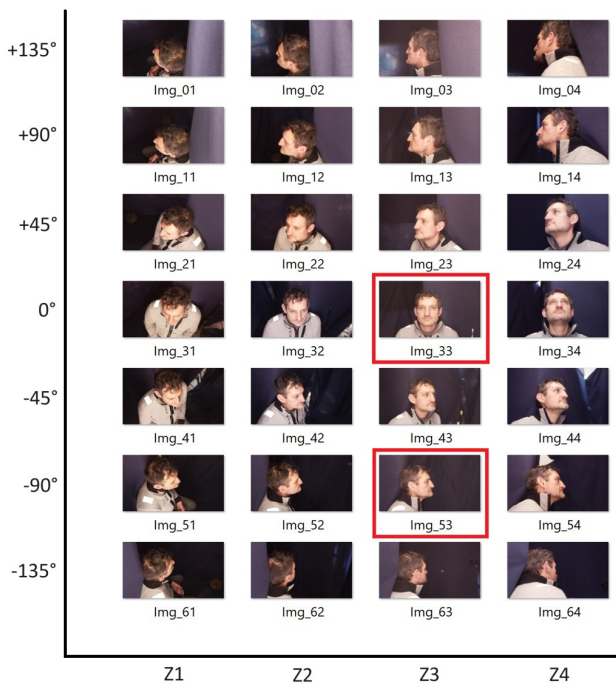 +135°
Img_01 Img_02 Img_03 Img_04
+90°
Img_11 Img_12 Img_13 Img_14
+45°
Img_21 Img_22 Img_23 Img_24
0°
Img_31 Img_32 Img_33 Img_34
-45°
Img_41 Img_42 Img_43 Img_44
-90°
Img_51 Img_52 Img_53 Img_54
-135°
Img_61 Img_62 Img_63 Img_64
Z1 Z2 Z3 Z4